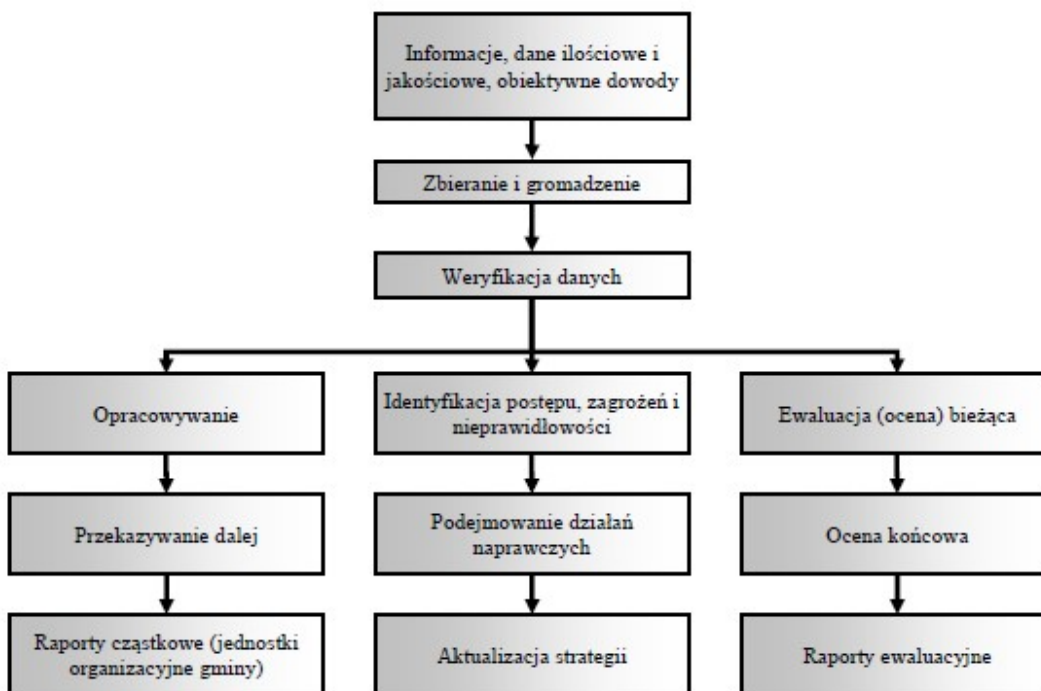 Informacje, dane ilościowe i
jakościowe, obiektywne dowody
Zbieranie i gromadzenie
Weryfikacja danych
Opracowywanie
Identyfikacja postępu, zagrożeń i
nieprawidłowości
Ewaluacja (ocena) bieżąca
Przekazywanie dalej
Podejmowanie działań
naprawczych
Ocena końcowa
Raporty cząstkowe (jednostki
organizacyjne gminy)
Aktualizacja strategii
Raporty ewaluacyjne